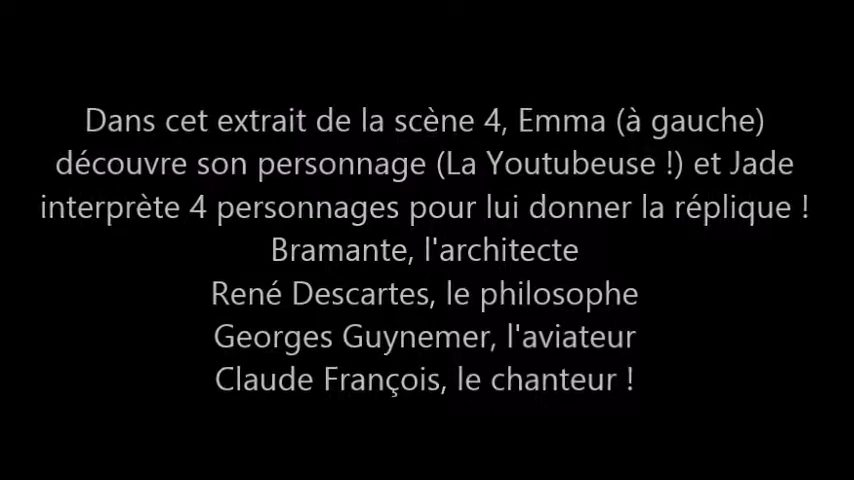 Dans cet extrait de la scène 4, Emma (à gauche)
découvre son personnage (La Youtubeuse !) et Jade
interprète 4 personnages pour lui donner la réplique !
Bramante, l'architecte
René Descartes, le philosophe
Georges Guynemer, l'aviateur
Claude François, le chanteur !